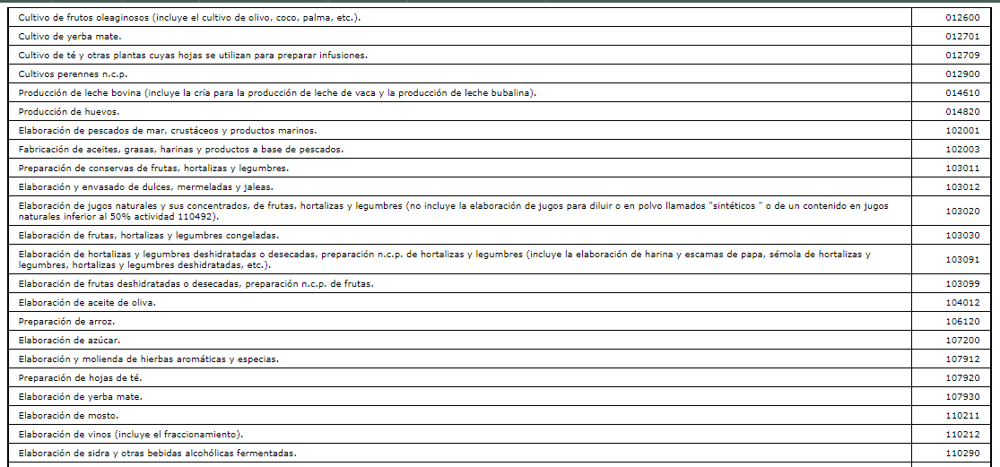 Cultivo de frutos oleaginosos (incluye el cultivo de olivo, coco, palma, etc.). 012600
Cultivo de yerba mate. 012701
Cultivo de té y otras plantas cuyas hojas se utilizan para preparar infusiones. 012709
Cultivos perennes n.c.p. 012900
Producción de leche bovina (incluye la cría para la producción de leche de vaca y la producción de leche bubalina). 014610
Producción de huevos. 014820
Elaboración de pescados de mar, crustáceos y productos marinos. 102001
Fabricación de aceites, grasas, harinas y productos a base de pescados. 102003
Preparación de conservas de frutas, hortalizas y legumbres. 103011
Elaboración y envasado de dulces, mermeladas y jaleas. 103012
Elaboración de jugos naturales y sus concentrados, de frutas, hortalizas y legumbres (no incluye la elaboración de jugos para diluir o en polvo llamados "sintéticos " o de un contenido en jugos
naturales inferior al 50% actividad 110492). 103020
Elaboración de frutas, hortalizas y legumbres congeladas. 103030
Elaboración de hortalizas y legumbres deshidratadas o desecadas, preparación n.c.p. de hortalizas y legumbres (incluye la elaboración de harina y escamas de papa, sémola de hortalizas y
legumbres, hortalizas y legumbres deshidratadas, etc.). 103091
Elaboración de frutas deshidratadas o desecadas, preparación n.c.p. de frutas. 103099
Elaboración de aceite de oliva. 104012
Preparación de arroz. 106120
Elaboración de azúcar. 107200
Elaboración y molienda de hierbas aromáticas y especias. 107912
Preparación de hojas de té. 107920
Elaboración de yerba mate. 107930
Elaboración de mosto. 110211
Elaboración de vinos (incluye el fraccionamiento). 110212
Elaboración de sidra y otras bebidas alcohólicas fermentadas. 110290